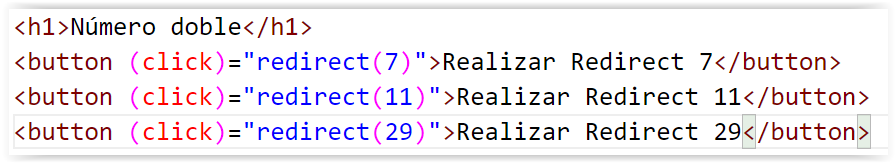 <h1>Número doble</h1>
<button (click)="redirect(7)">Realizar Redirect 7</button>
<button (click)="redirect(11)">Realizar Redirect 11</button>
<button (click)="redirect(29)">Realizar Redirect 29</button>